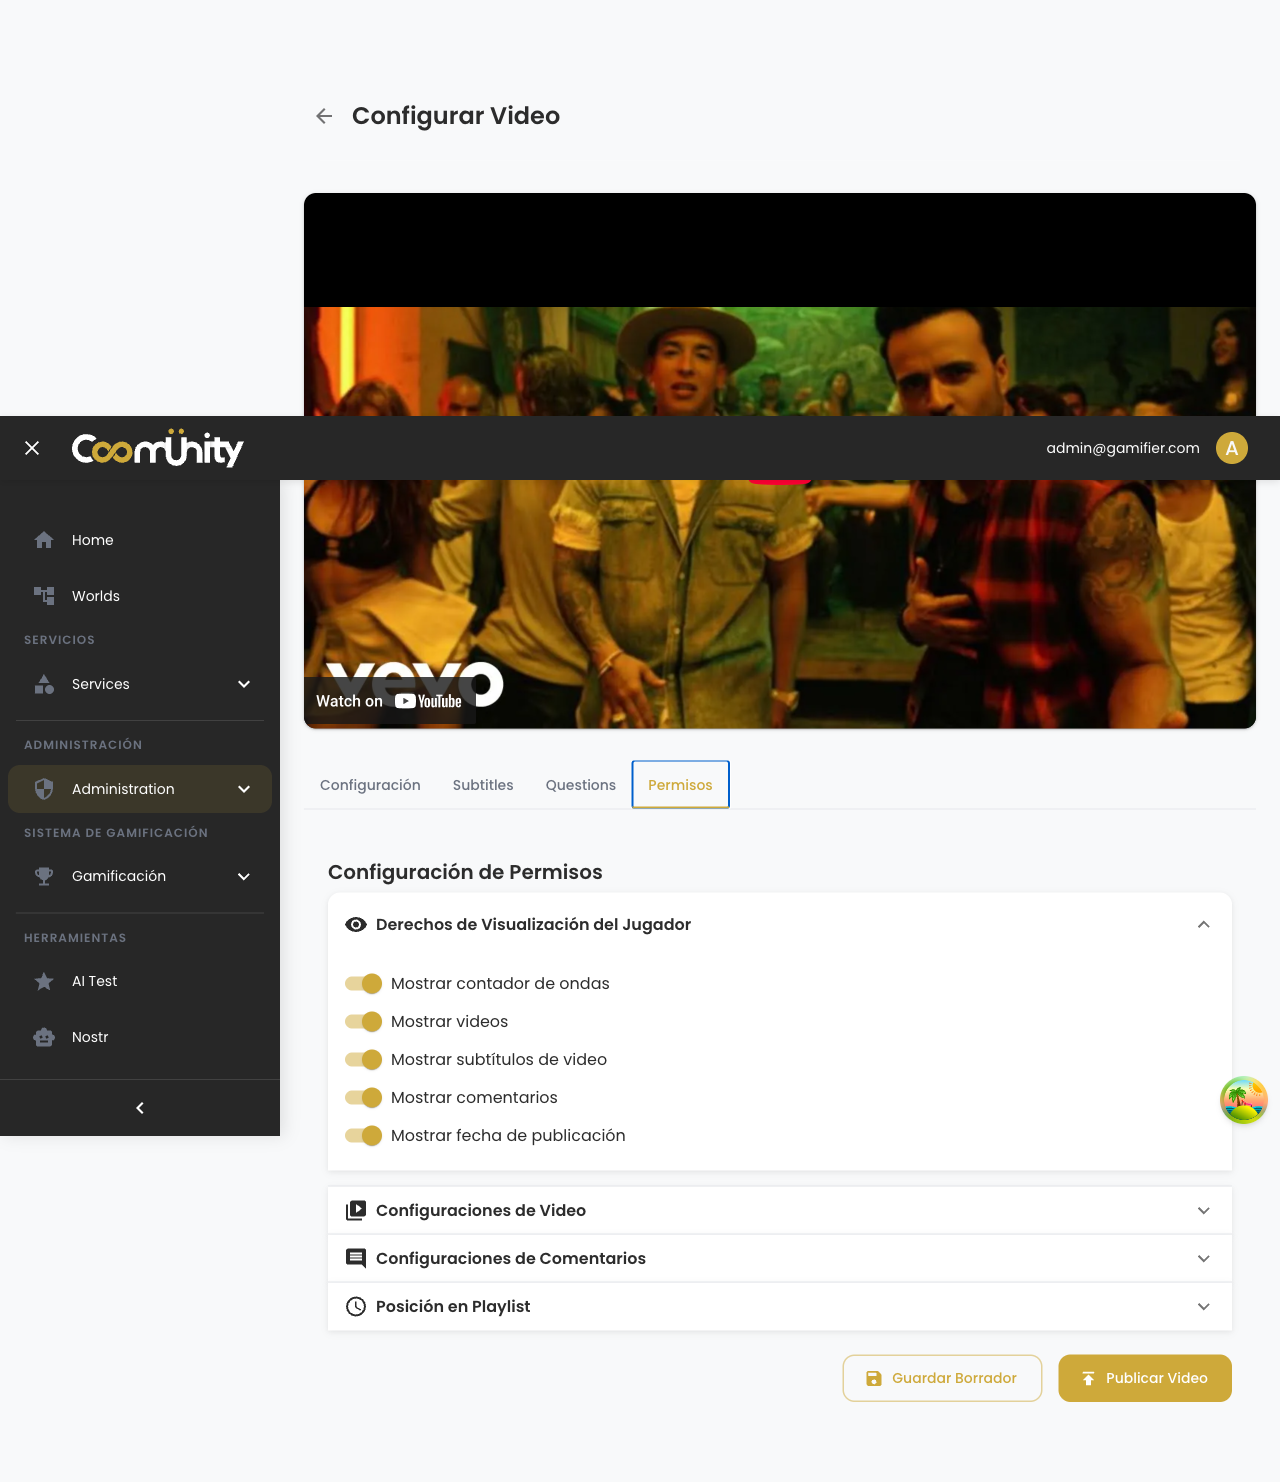 Configurar Video
CoomÜnity
admin@gamifier.com
A
Home
Worlds
SERVICIOS
Services
ADMINISTRACIÓN
Administration
SISTEMA DE GAMIFICACIÓN
Gamificación
HERRAMIENTAS
AI Test
Nostr
vevo
Watch on YouTube
Configuración
Subtitles
Questions
Permisos
Configuración de Permisos
Derechos de Visualización del Jugador
Mostrar contador de ondas
Mostrar videos
Mostrar subtítulos de video
Mostrar comentarios
Mostrar fecha de publicación
Configuraciones de Video
Configuraciones de Comentarios
Posición en Playlist
Guardar Borrador
Publicar Video